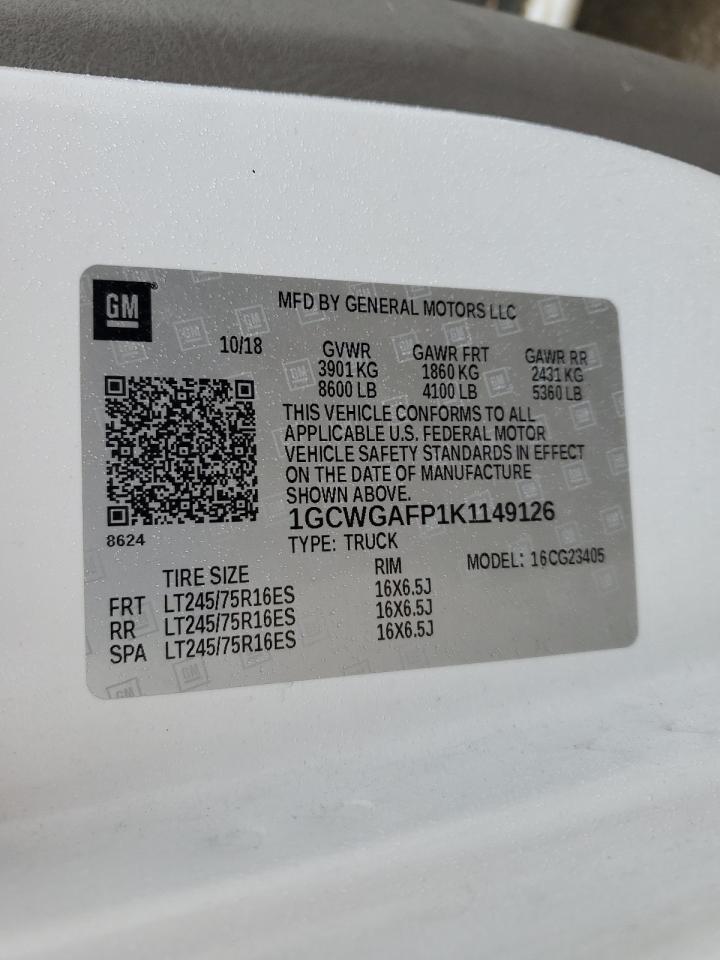 GM
MFD BY GENERAL MOTORS LLC
10/18 GVWR GAWR FRT GAWR RR
3901 KG 1860 KG 2431 KG
8600 LB 4100 LB 5360 LB
THIS VEHICLE CONFORMS TO ALL
APPLICABLE U.S. FEDERAL MOTOR
VEHICLE SAFETY STANDARDS IN EFFECT
ON THE DATE OF MANUFACTURE
SHOWN ABOVE.
1GCWGAFP1K1149126
8624
TYPE: TRUCK
MODEL: 16CG23405
TIRE SIZE RIM
FRT LT245/75R16ES 16X6.5J
RR LT245/75R16ES 16X6.5J
SPA LT245/75R16ES 16X6.5J